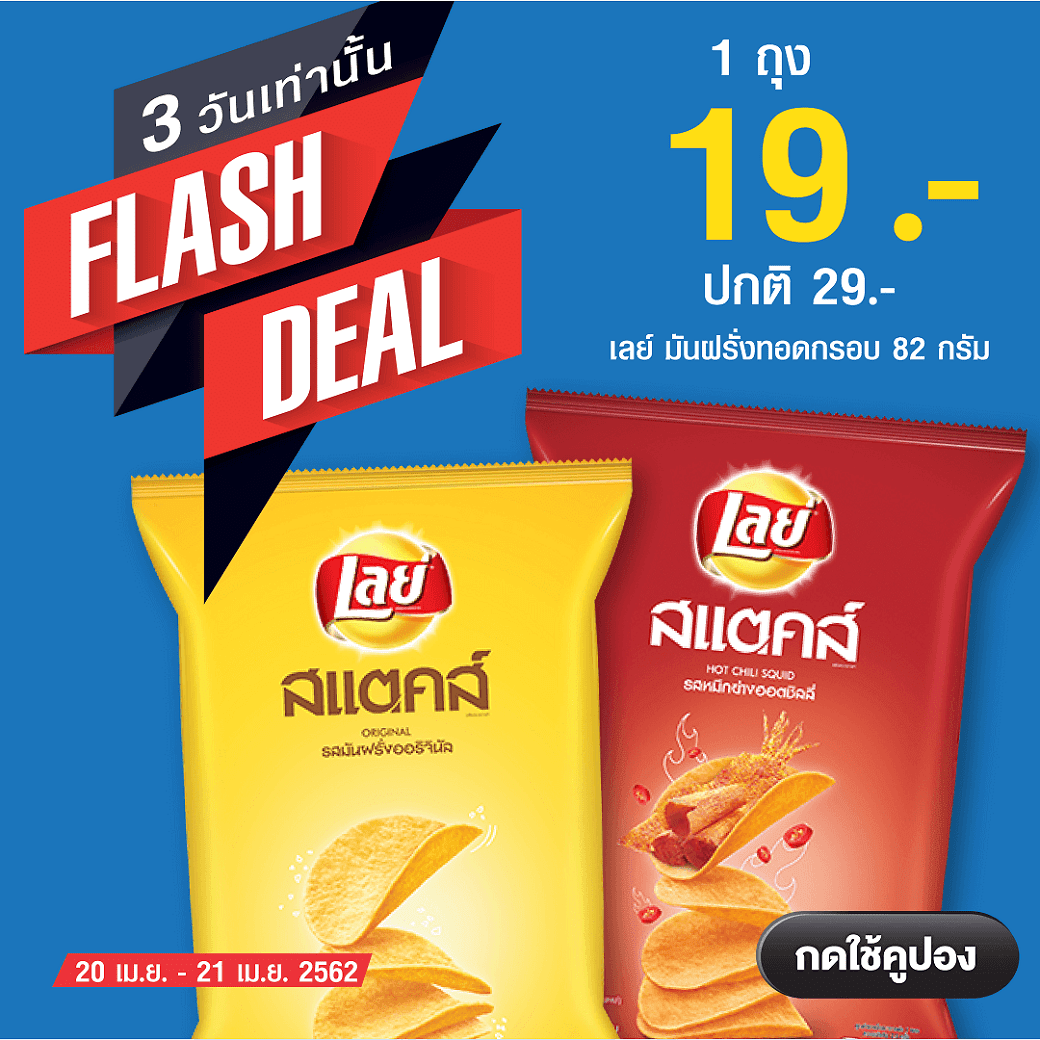 3 วันเท่านั้น
FLASH
DEAL
1 ถุง
19 .-
ปกติ 29.-
เลย์ มันฝรั่งทอดกรอบ 82 กรัม
เลย์
สแตคส์
ORIGINAL
รสมันฝรั่งออริจินัล
เลย์
สแตคส์
HOT CHILI SQUID
รสหมึกย่างฮอตชิลลี่
20 เม.ย. - 21 เม.ย. 2562
กดใช้คูปอง